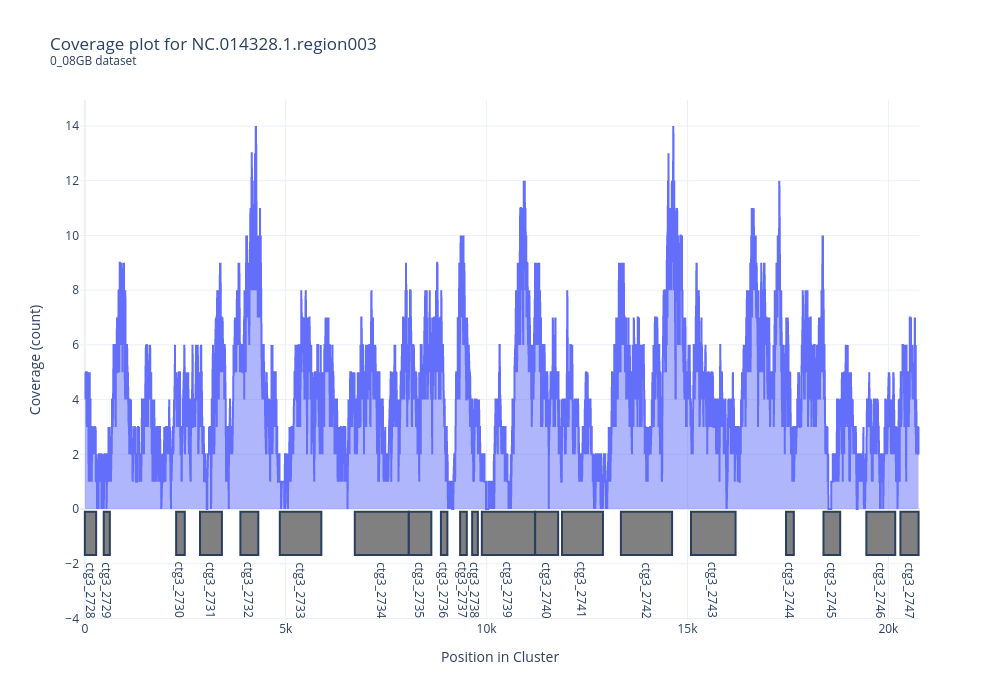 Coverage plot for NC.014328.1.region003
0_08GB dataset
Coverage (count)
14
12
10
8
6
4
2
0
−2
−4
ctg3_2728
ctg3_2729
ctg3_2730
ctg3_2731
ctg3_2732
ctg3_2733
ctg3_2734
ctg3_2735
ctg3_2736
ctg3_2737
ctg3_2738
ctg3_2739
ctg3_2740
ctg3_2741
ctg3_2742
ctg3_2743
ctg3_2744
ctg3_2745
ctg3_2746
ctg3_2747
0
5k
10k
15k
20k
Position in Cluster